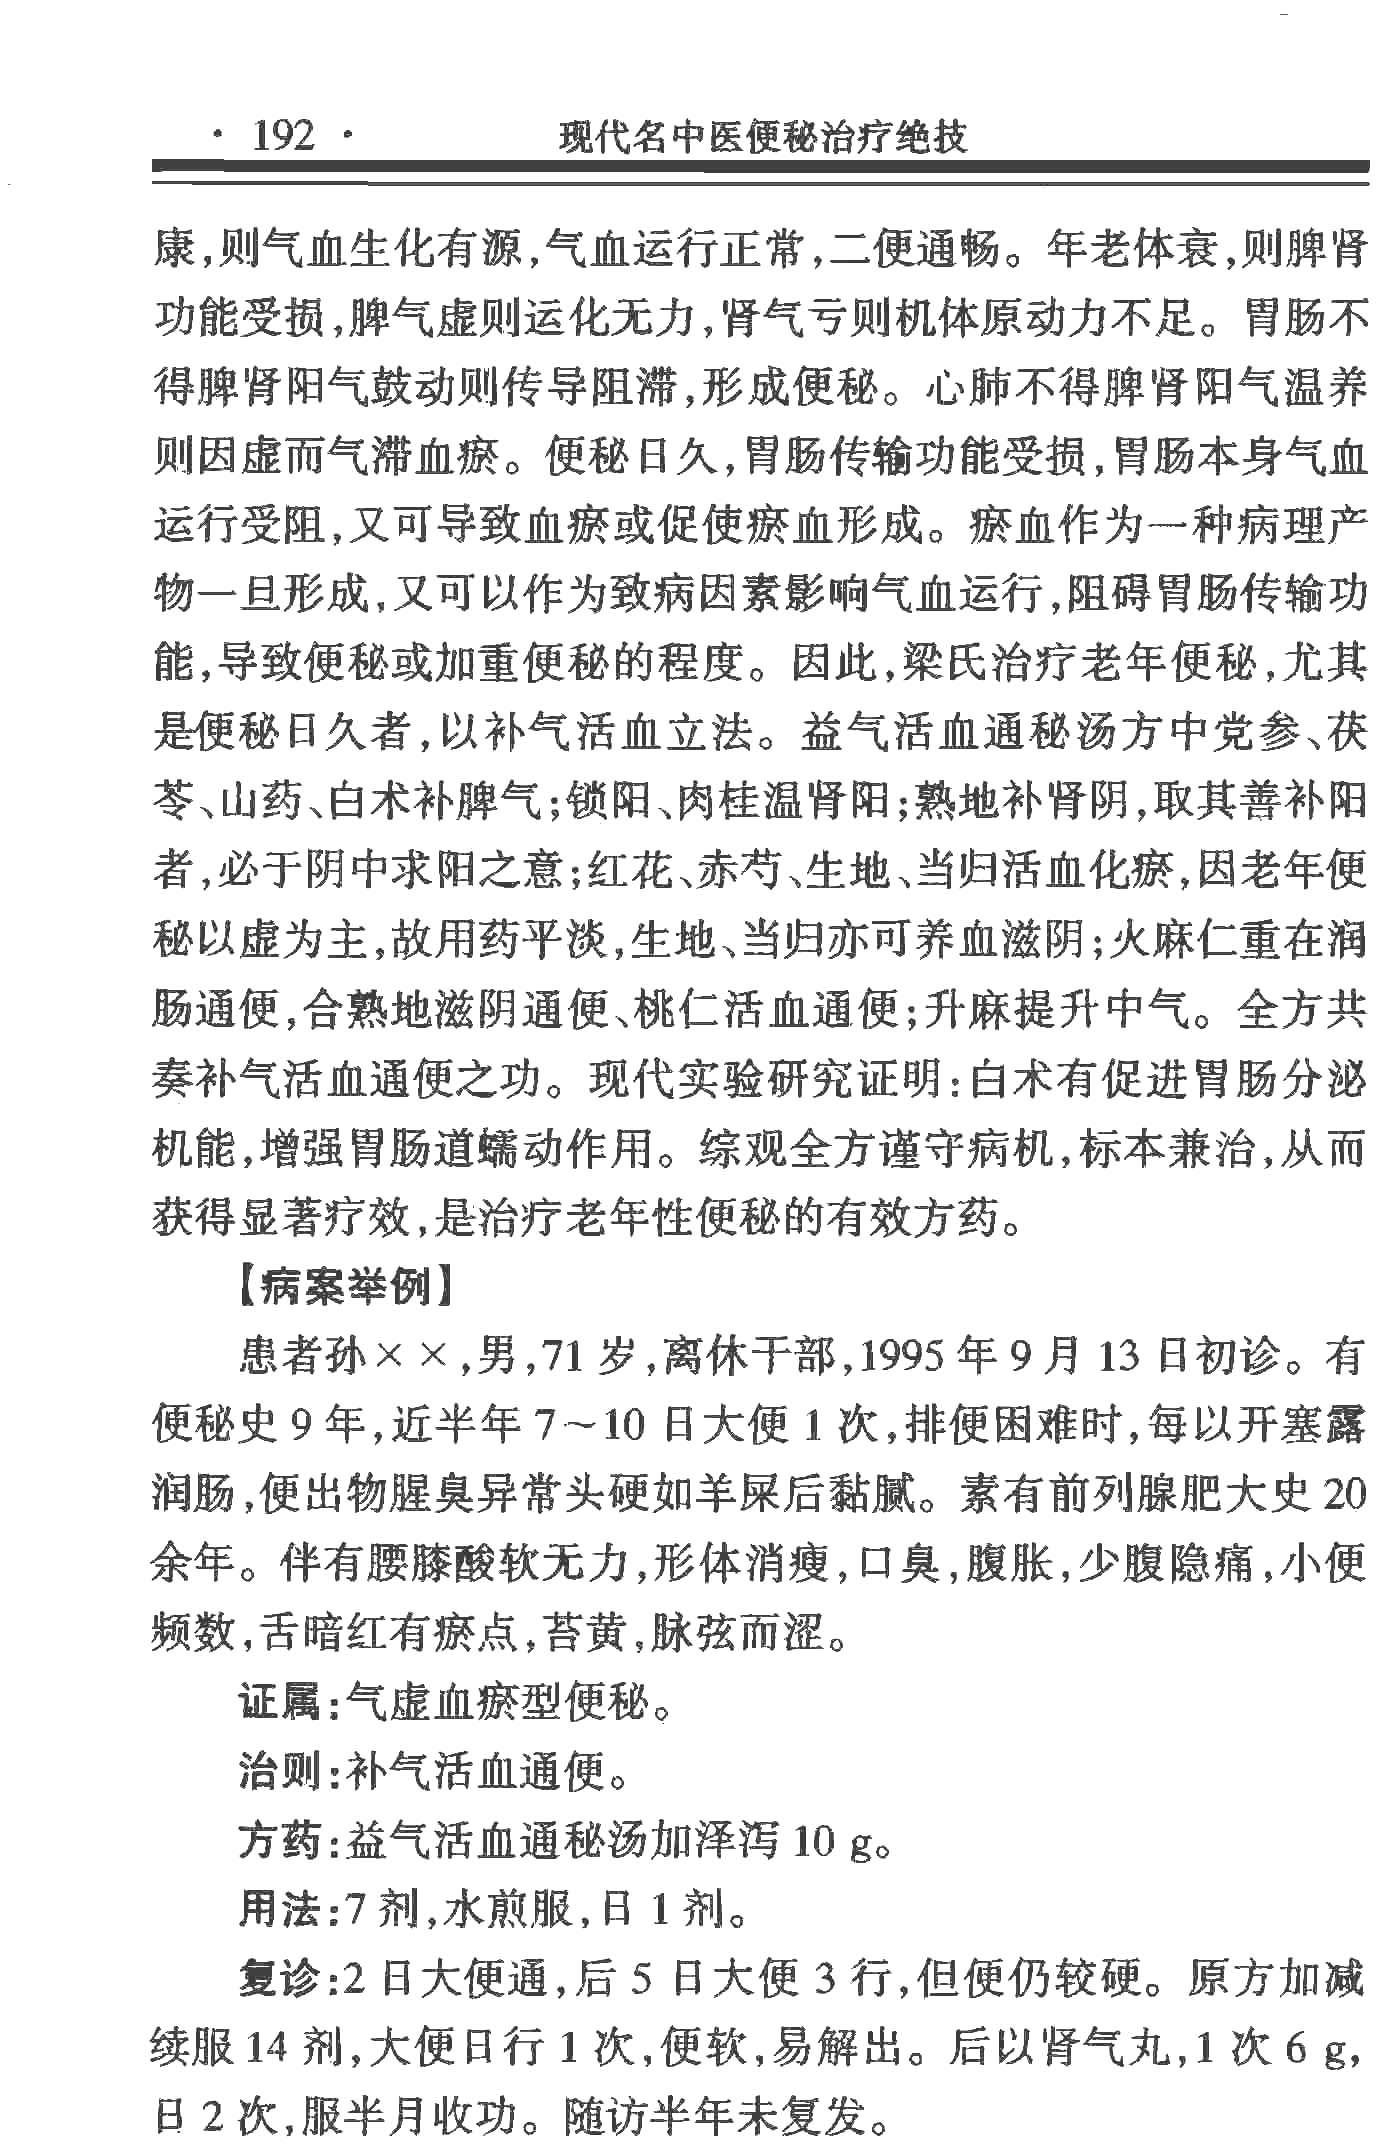 · 192 · 现代名中医便秘治疗绝技
康,则气血生化有源,气血运行正常,二便通畅。年老体衰,则脾肾
功能受损,脾气虚则运化无力,肾气亏则机体原动力不足。胃肠不
得脾肾阳气鼓动则传导阻滞,形成便秘。心肺不得脾肾阳气温养
则因虚而气滞血瘀。便秘日久,胃肠传输功能受损,胃肠本身气血
运行受阻,又可导致血瘀或促使瘀血形成。瘀血作为一种病理产
物一旦形成,又可以作为致病因素影响气血运行,阻碍胃肠传输功
能,导致便秘或加重便秘的程度。因此,梁氏治疗老年便秘,尤其
是便秘日久者,以补气活血立法。益气活血通秘汤方中党参、茯
苓、山药、白术补脾气;锁阳、肉桂温肾阳;熟地补肾阴,取其善补阳
者,必于阴中求阳之意;红花、赤芍、生地、当归活血化瘀,因老年便
秘以虚为主,故用药平淡,生地、当归亦可养血滋阴;火麻仁重在润
肠通便,合熟地滋阴通便、桃仁活血通便;升麻提升中气。全方共
奏补气活血通便之功。现代实验研究证明:白术有促进胃肠分泌
机能,增强胃肠道蠕动作用。综观全方谨守病机,标本兼治,从而
获得显著疗效,是治疗老年性便秘的有效方药。
【病案举例】
患者孙××,男,71 岁,离休干部,1995 年 9 月 13 日初诊。有
便秘史 9 年,近半年 7～10 日大便 1 次,排便困难时,每以开塞露
润肠,便出物腥臭异常头硬如羊屎后黏腻。素有前列腺肥大史 20
余年。伴有腰膝酸软无力,形体消瘦,口臭,腹胀,少腹隐痛,小便
频数,舌暗红有瘀点,苔黄,脉弦而涩。
证属:气虚血瘀型便秘。
治则:补气活血通便。
方药:益气活血通秘汤加泽泻 10 g。
用法:7 剂,水煎服,日 1 剂。
复诊:2 日大便通,后 5 日大便 3 行,但便仍较硬。原方加减
续服 14 剂,大便日行 1 次,便软,易解出。后以肾气丸,1 次 6 g,
日 2 次,服半月收功。随访半年未复发。